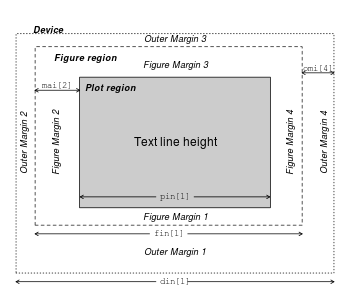 Device
Outer Margin 3
Figure region
Figure Margin 3
omi[4]
mai[2]
Plot region
Outer Margin 2
Figure Margin 2
Text line height
Figure Margin 4
Outer Margin 4
pin[1]
Figure Margin 1
fin[1]
Outer Margin 1
din[1]